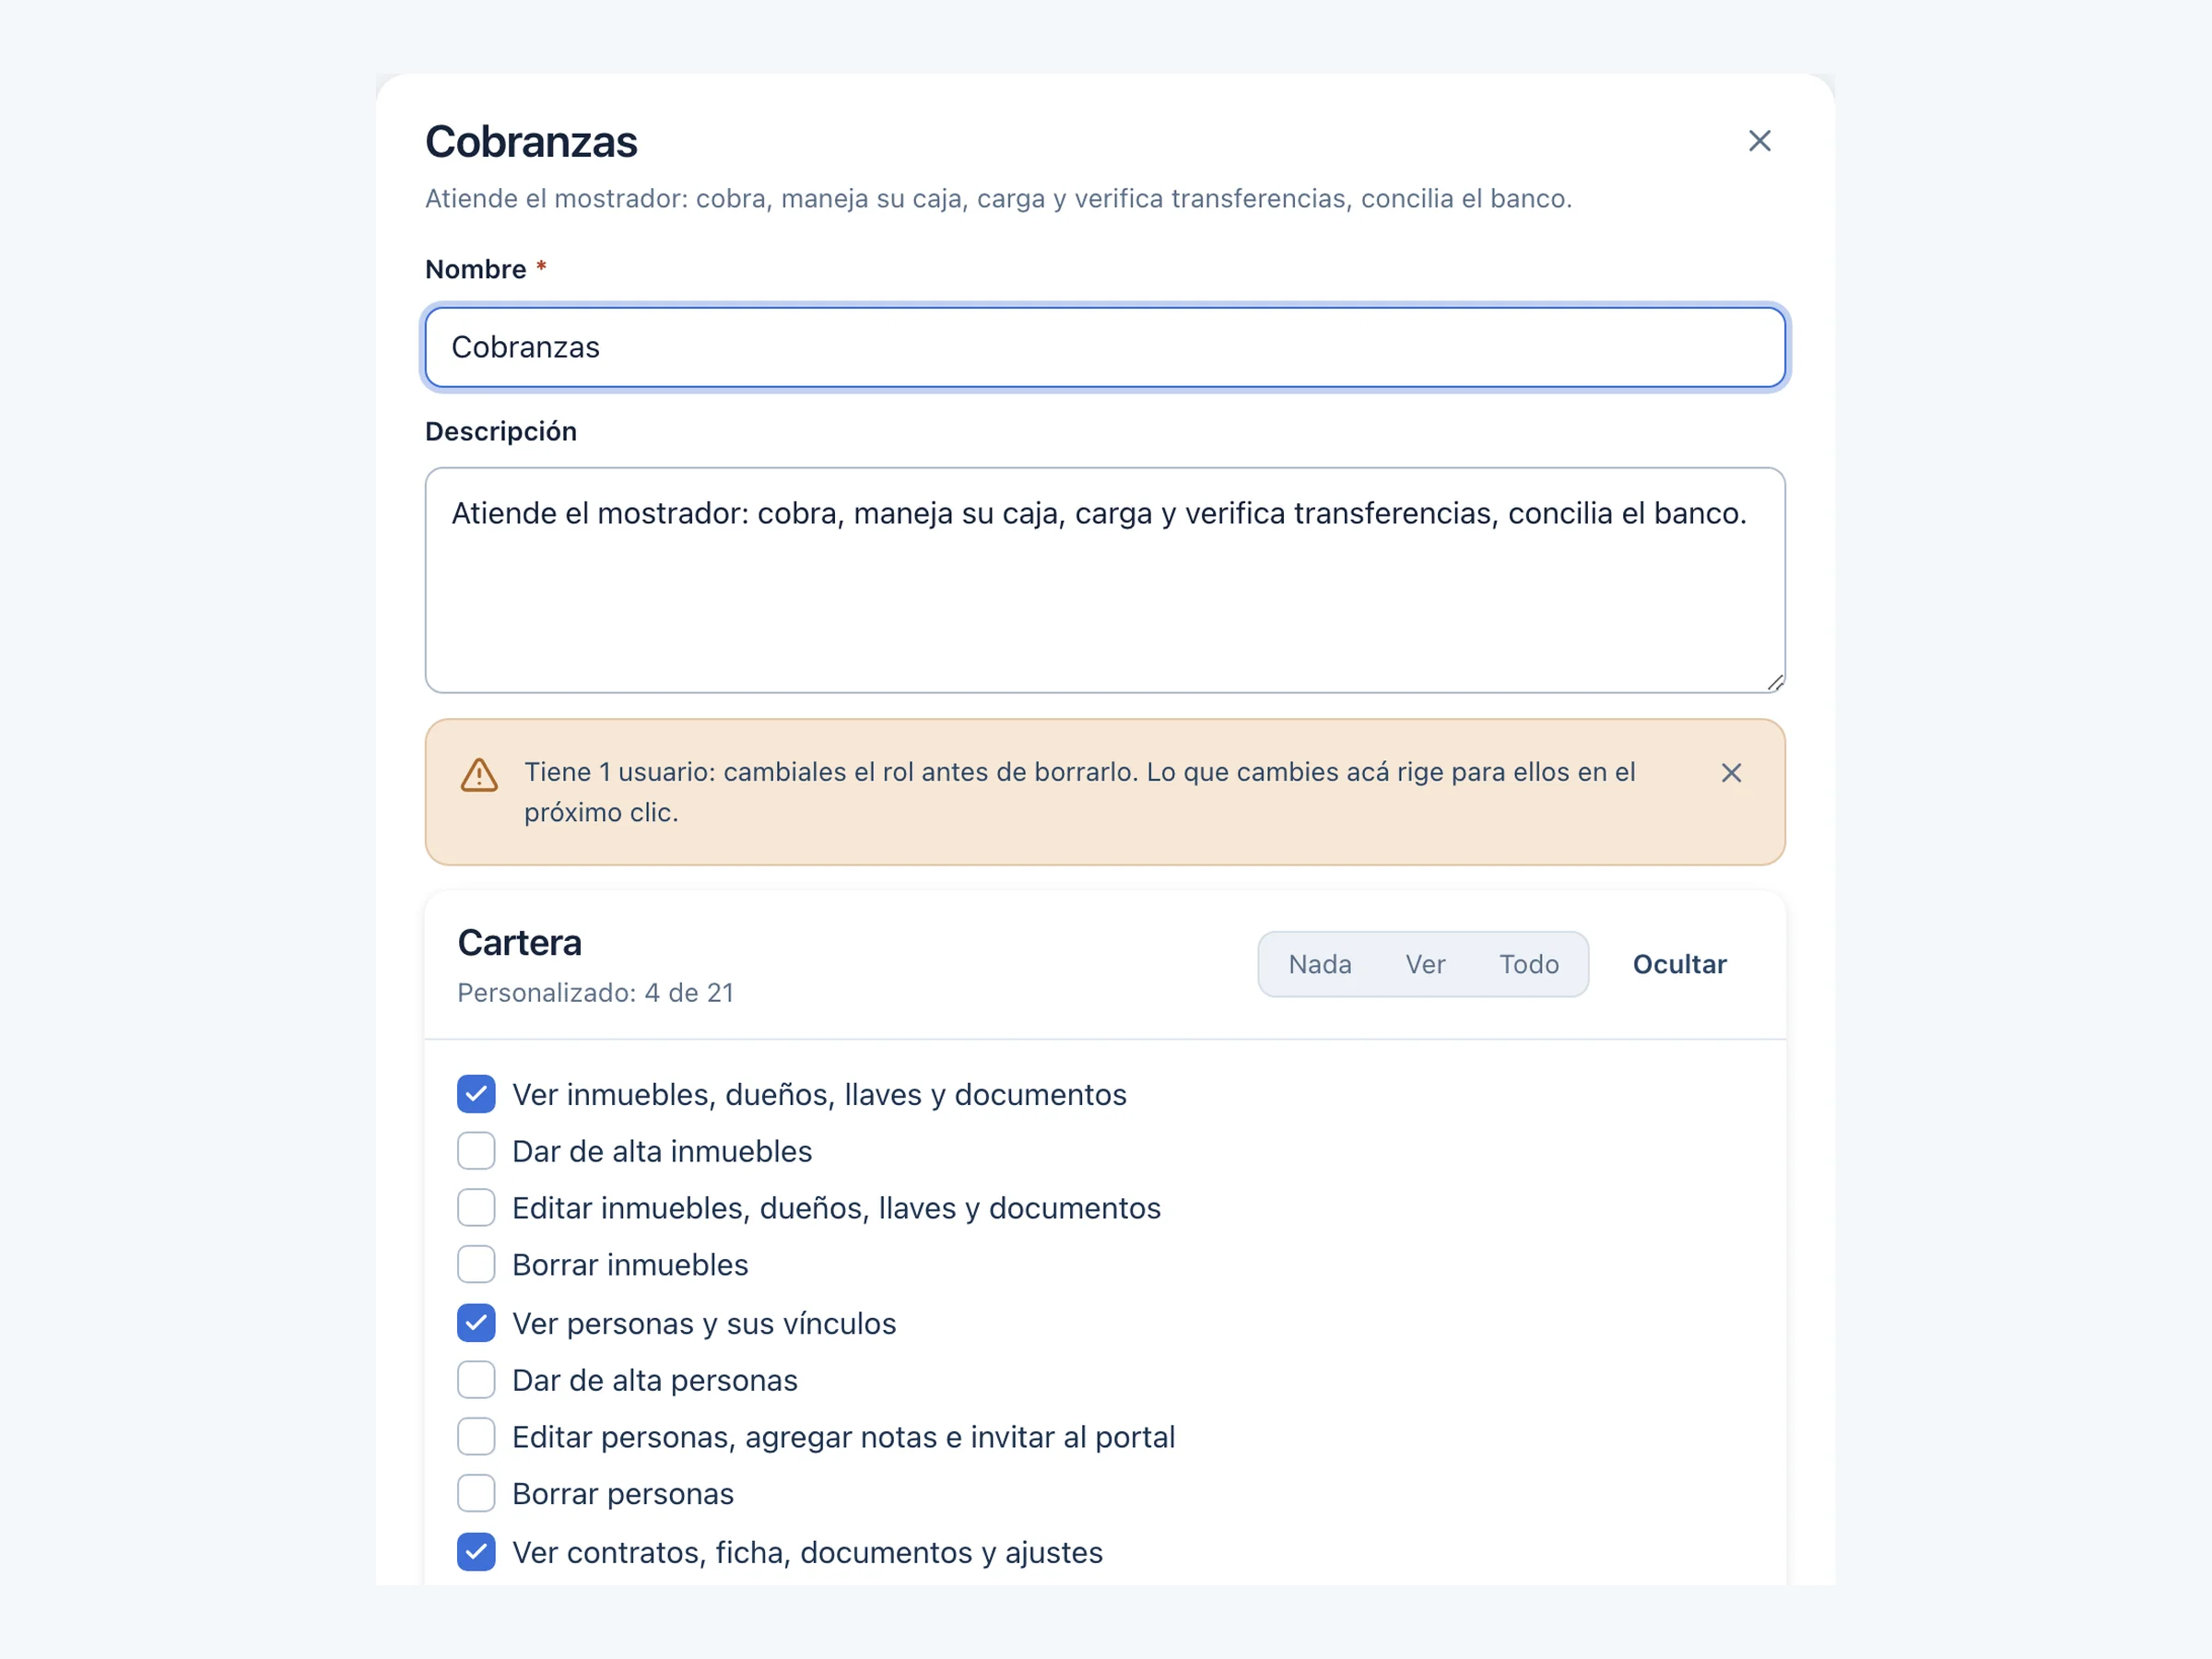 Cobranzas
Atiende el mostrador: cobra, maneja su caja, carga y verifica transferencias, concilia el banco.
Nombre *
Cobranzas
Descripción
Atiende el mostrador: cobra, maneja su caja, carga y verifica transferencias, concilia el banco.
Tiene 1 usuario: cambiales el rol antes de borrarlo. Lo que cambies acá rige para ellos en el
próximo clic.
Cartera
Personalizado: 4 de 21
Nada Ver Todo Ocultar
Ver inmuebles, dueños, llaves y documentos
Dar de alta inmuebles
Editar inmuebles, dueños, llaves y documentos
Borrar inmuebles
Ver personas y sus vínculos
Dar de alta personas
Editar personas, agregar notas e invitar al portal
Borrar personas
Ver contratos, ficha, documentos y ajustes